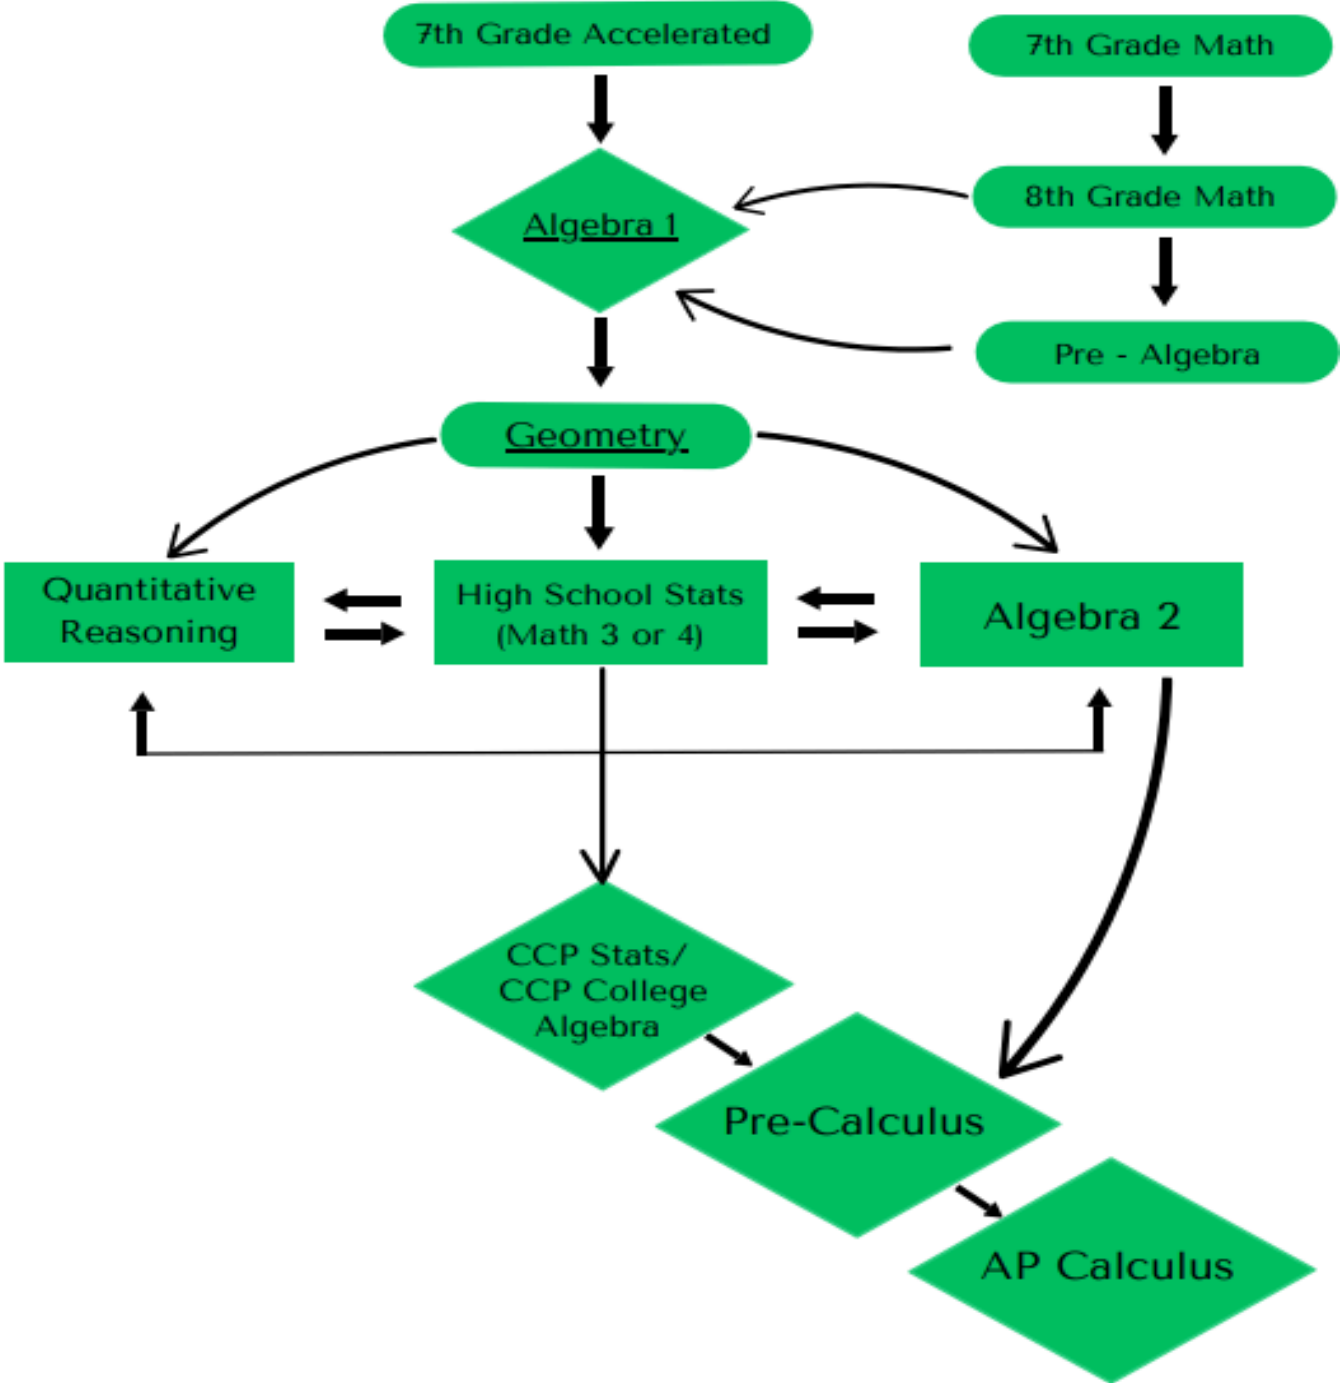 7th Grade Accelerated
7th Grade Math
8th Grade Math
Algebra 1
Pre - Algebra
Geometry
Quantitative
Reasoning
High School Stats
(Math 3 or 4)
Algebra 2
CCP Stats/
CCP College
Algebra
Pre-Calculus
AP Calculus